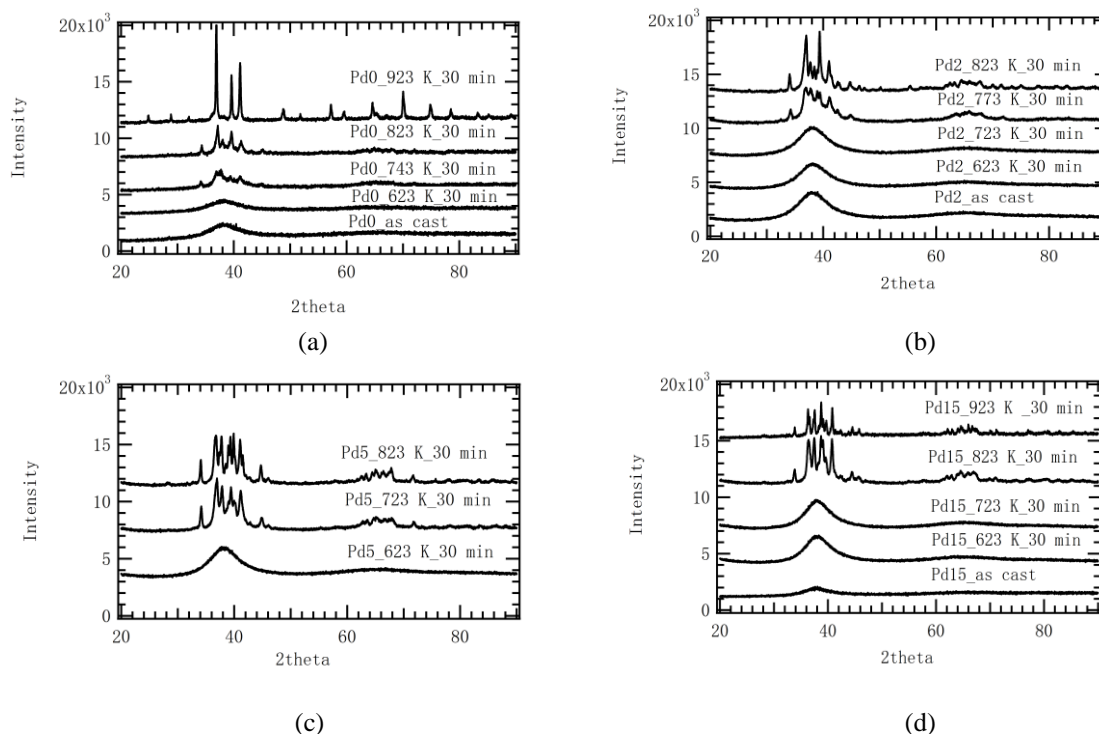 20x10³
15
10
5
0
Intensity
Pd0_923 K_30 min
Pd0_823 K_30 min
Pd0_743 K_30 min
Pd0_623 K_30 min
Pd0_as cast
20 40 60 80
2theta
(a)
20x10³
15
10
5
0
Intensity
Pd2_823 K_30 min
Pd2_773 K_30 min
Pd2_723 K_30 min
Pd2_623 K_30 min
Pd2_as cast
20 40 60 80
2theta
(b)
20x10³
15
10
5
0
Intensity
Pd5_823 K_30 min
Pd5_723 K_30 min
Pd5_623 K_30 min
20 40 60 80
2theta
(c)
20x10³
15
10
5
0
Intensity
Pd15_923 K _30 min
Pd15_823 K_30 min
Pd15_723 K_30 min
Pd15_623 K_30 min
Pd15_as cast
20 40 60 80
2theta
(d)